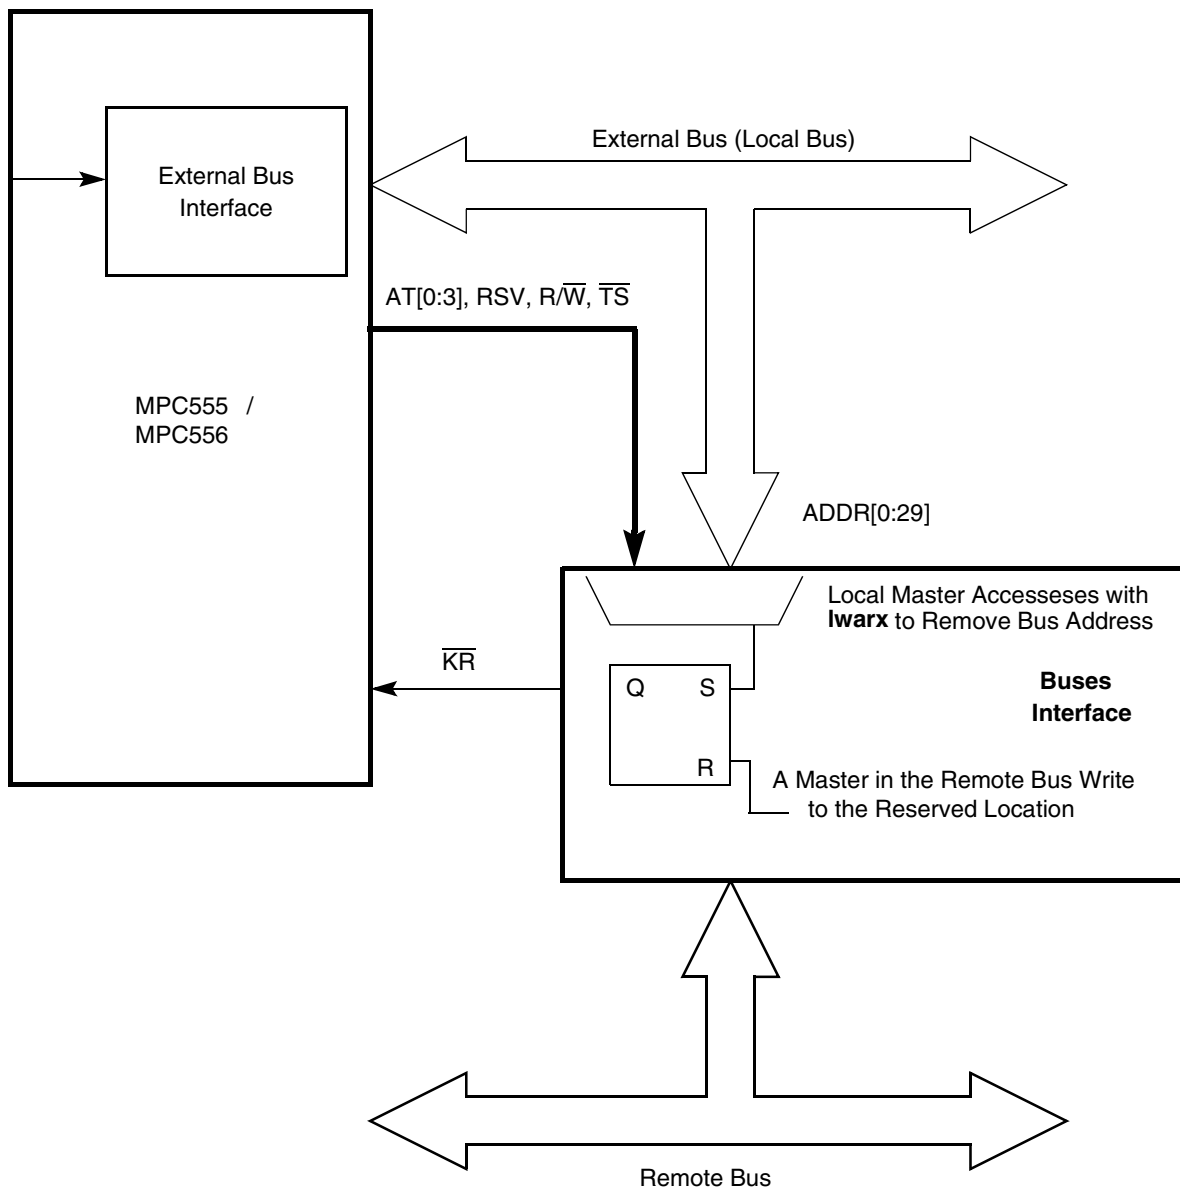 External Bus (Local Bus)
External Bus
Interface
AT[0:3], RSV, R/W̅, T̅S̅
MPC555 /
MPC556
ADDR[0:29]
Local Master Accesseses with
lwarx to Remove Bus Address
K̅R̅
Q S
Buses
Interface
R
A Master in the Remote Bus Write
to the Reserved Location
Remote Bus